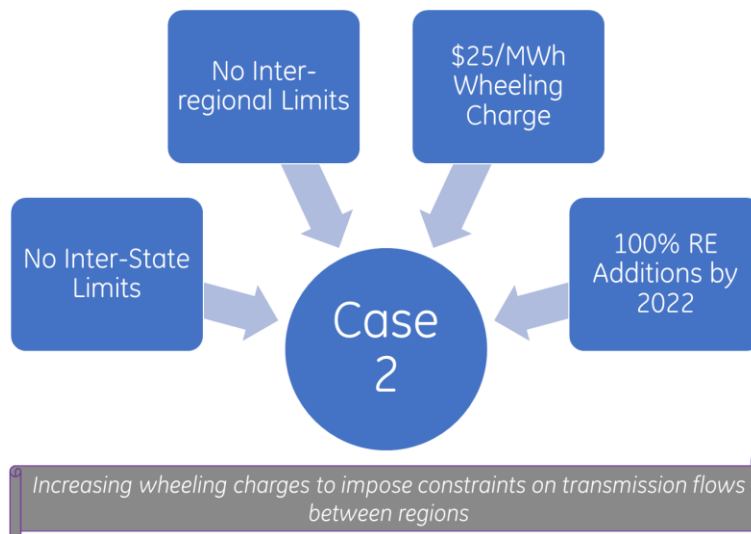 No Inter-State
Limits
No Inter-
regional Limits
$25/MWh
Wheeling
Charge
100% RE
Additions by
2022
Case
2
Increasing wheeling charges to impose constraints on transmission flows
between regions